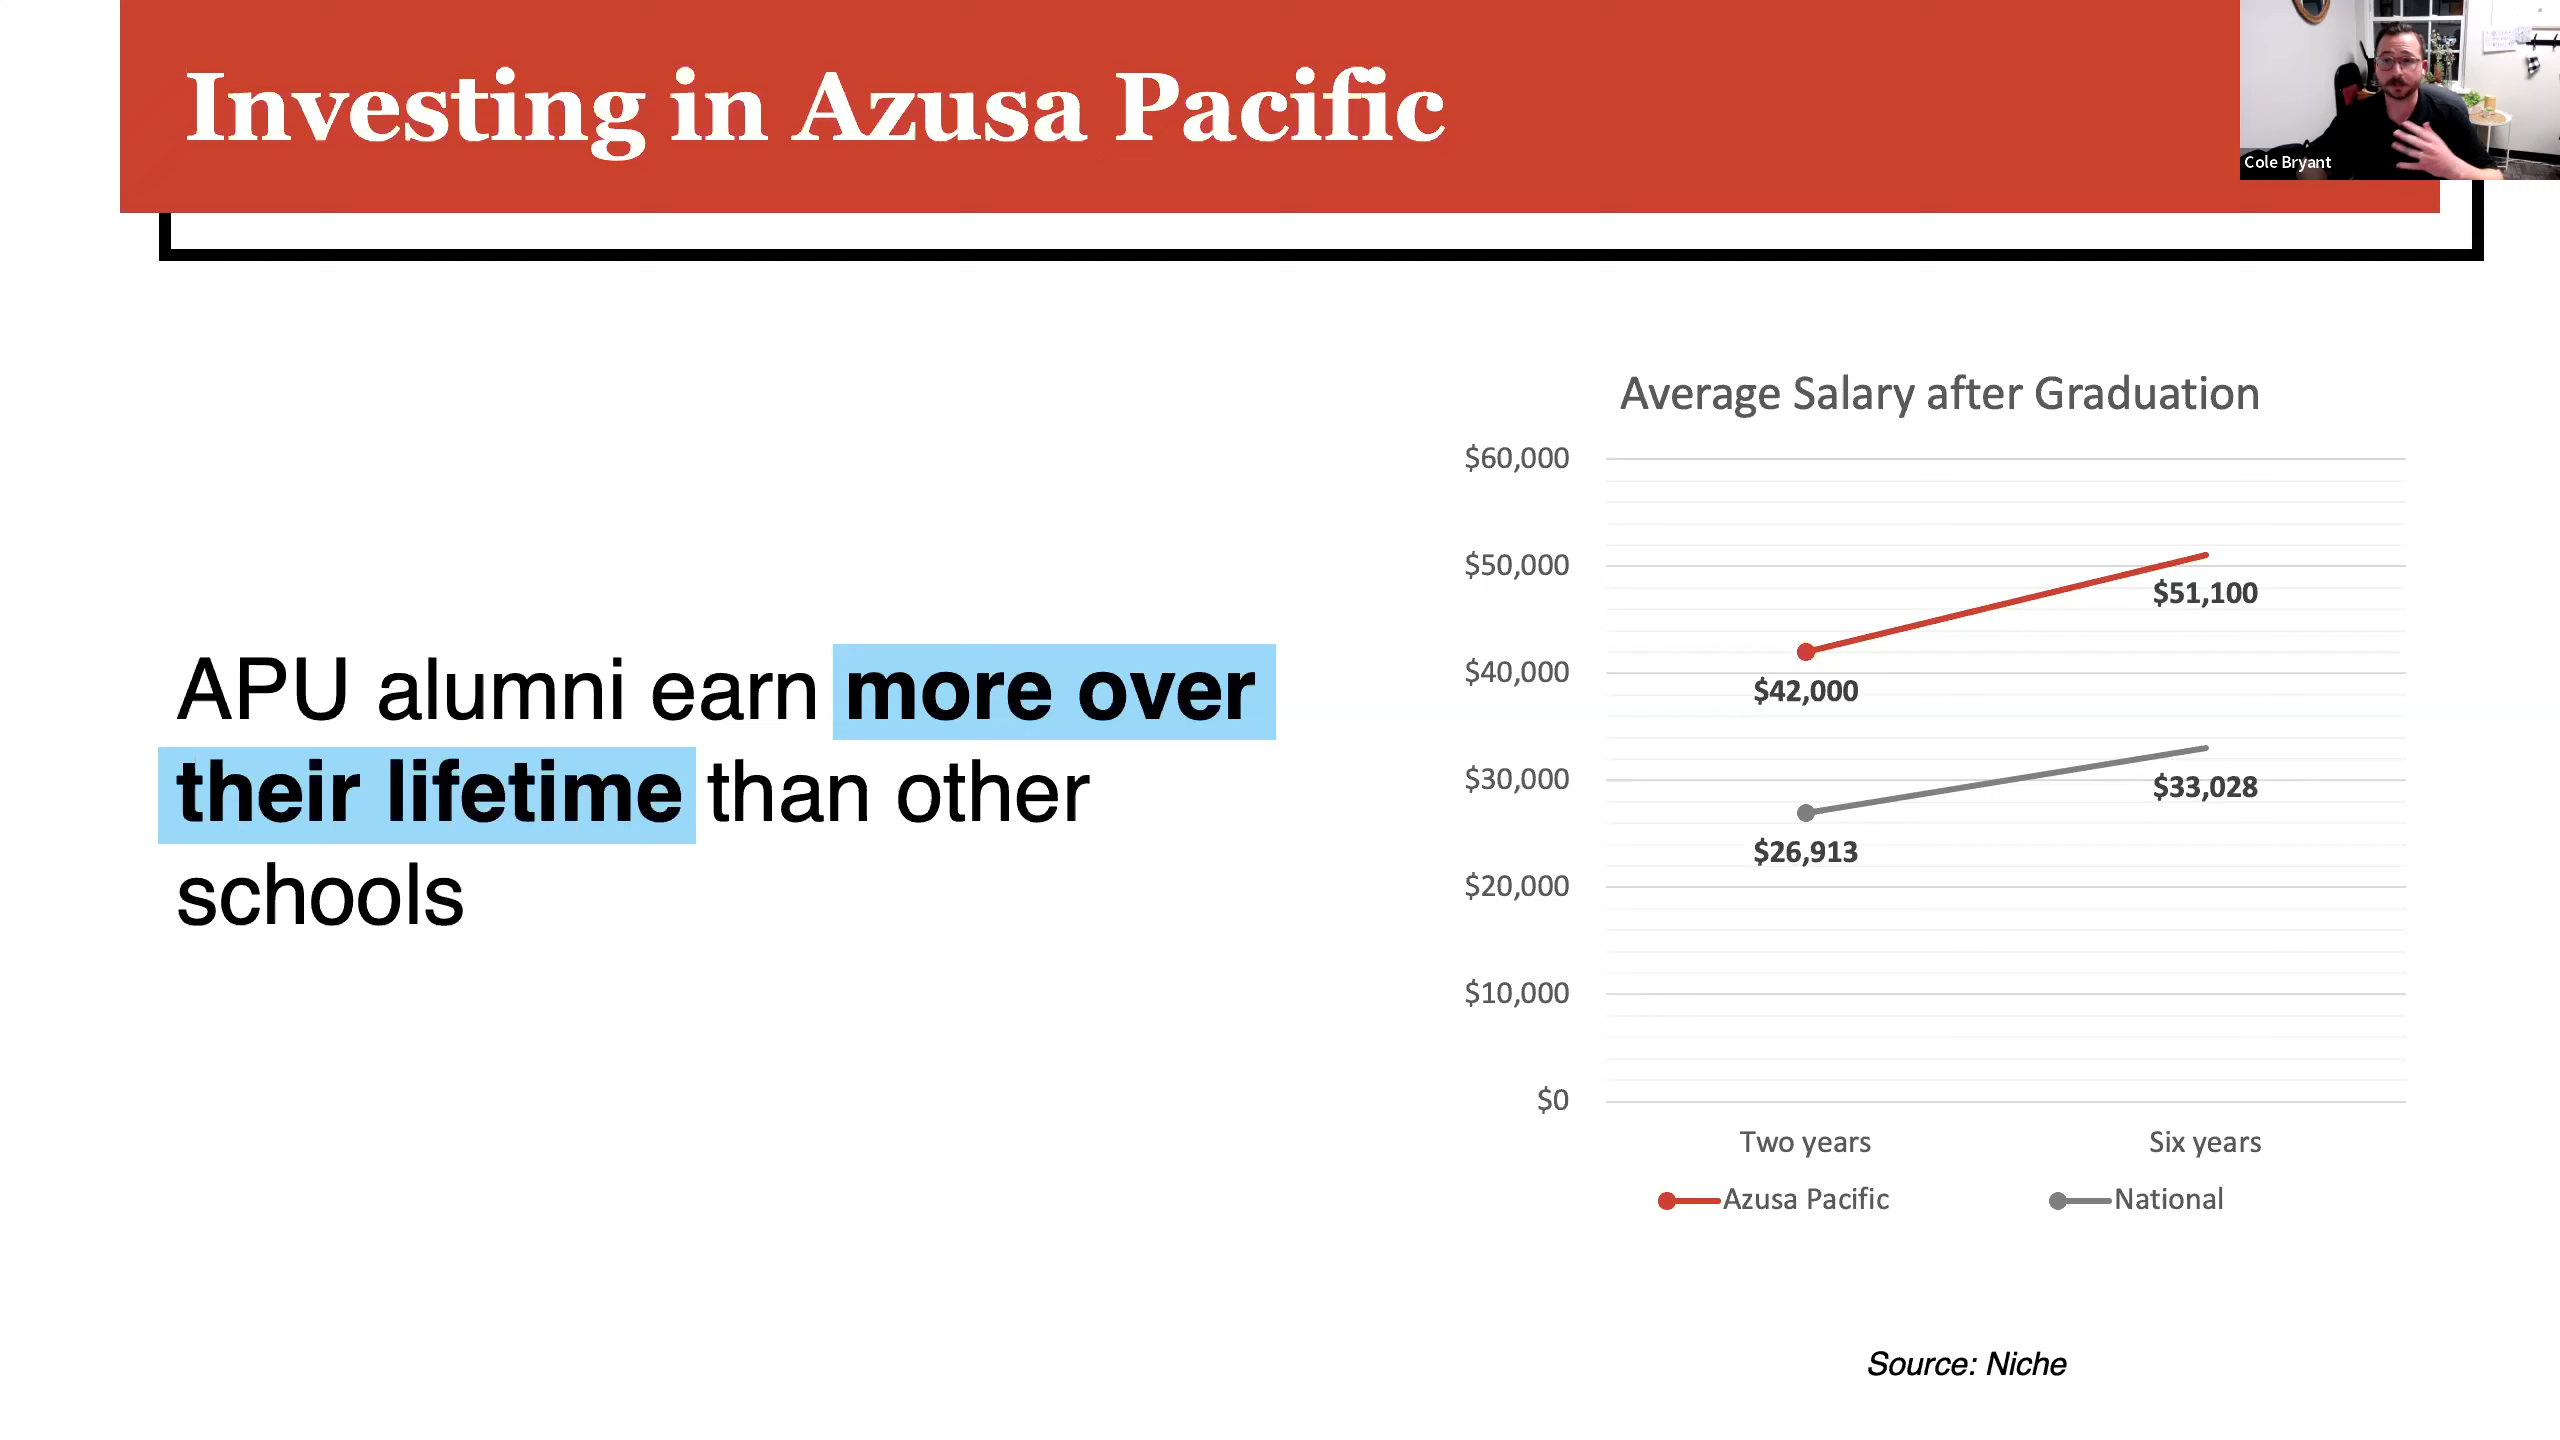 Investing in Azusa Pacific
Cole Bryant
APU alumni earn more over
their lifetime than other
schools
Average Salary after Graduation
$60,000
$50,000
$40,000
$30,000
$20,000
$10,000
$0
$51,100
$42,000
$33,028
$26,913
Two years
Six years
Azusa Pacific
National
Source: Niche